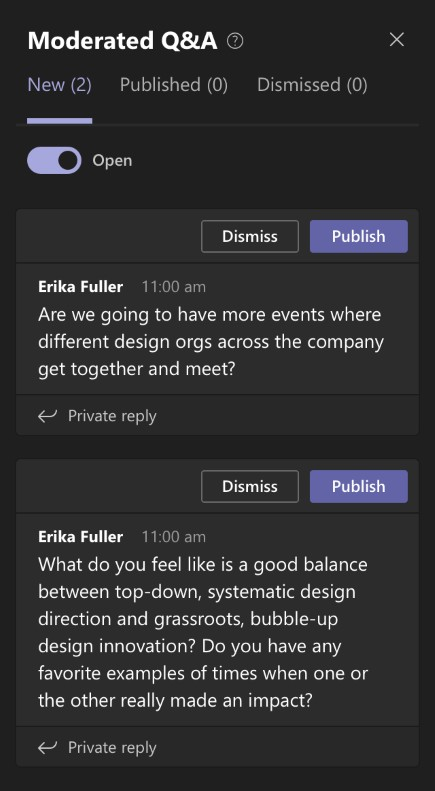 Moderated Q&A ?
New (2) Published (0) Dismissed (0)
Open
Dismiss Publish
Erika Fuller 11:00 am
Are we going to have more events where
different design orgs across the company
get together and meet?
Private reply
Dismiss Publish
Erika Fuller 11:00 am
What do you feel like is a good balance
between top-down, systematic design
direction and grassroots, bubble-up
design innovation? Do you have any
favorite examples of times when one or
the other really made an impact?
Private reply